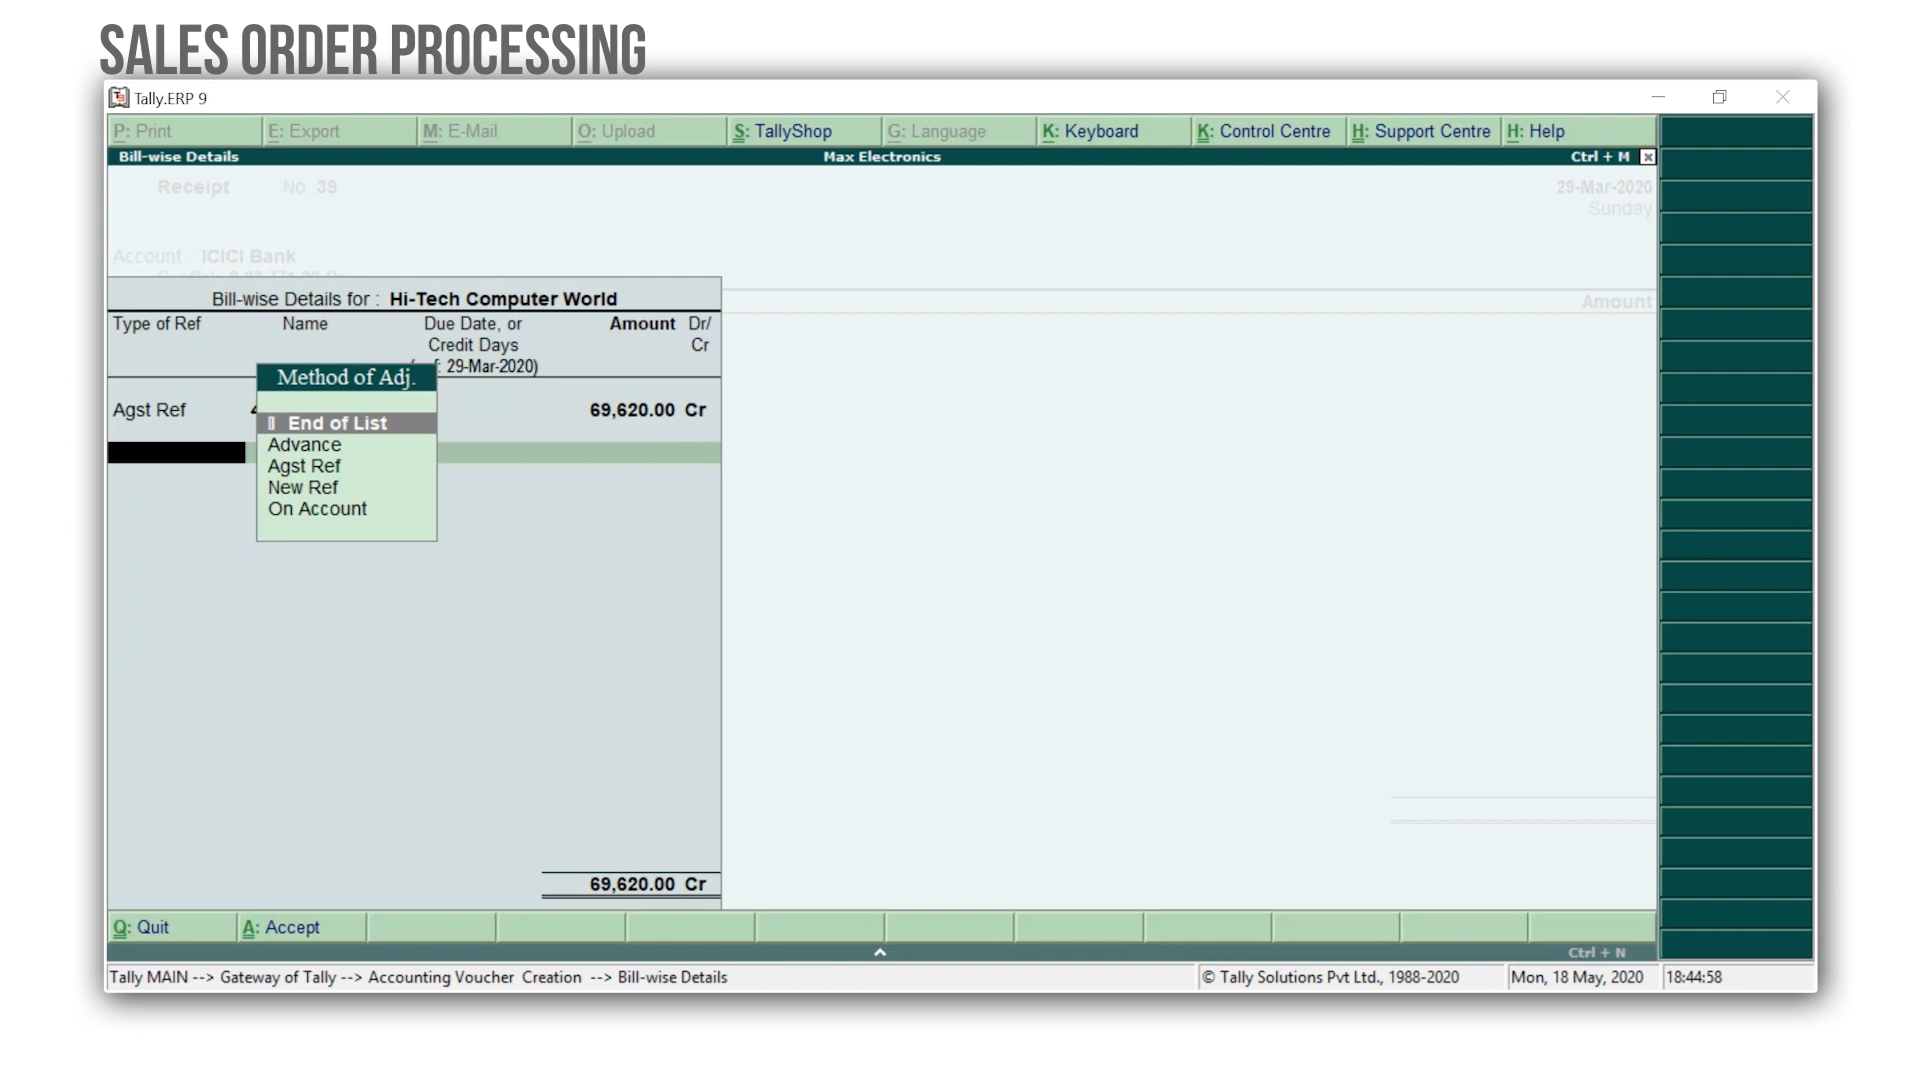 SALES ORDER PROCESSING
Tally.ERP 9
P: Print E: Export M: E-Mail O: Upload S: TallyShop G: Language K: Keyboard K: Control Centre H: Support Centre H: Help
Bill-wise Details Max Electronics Ctrl + M
Receipt No. 39 29-Mar-2020
Sunday
Account : ICICI Bank
Amount
Bill-wise Details for : Hi-Tech Computer World
Type of Ref Name Due Date, or Amount Dr/
Credit Days Cr
29-Mar-2020)
Method of Adj.
Agst Ref 69,620.00 Cr
End of List
Advance
Agst Ref
New Ref
On Account
69,620.00 Cr
Q: Quit A: Accept
Ctrl + N
Tally MAIN --> Gateway of Tally --> Accounting Voucher Creation --> Bill-wise Details © Tally Solutions Pvt Ltd., 1988-2020 Mon, 18 May, 2020 18:44:58